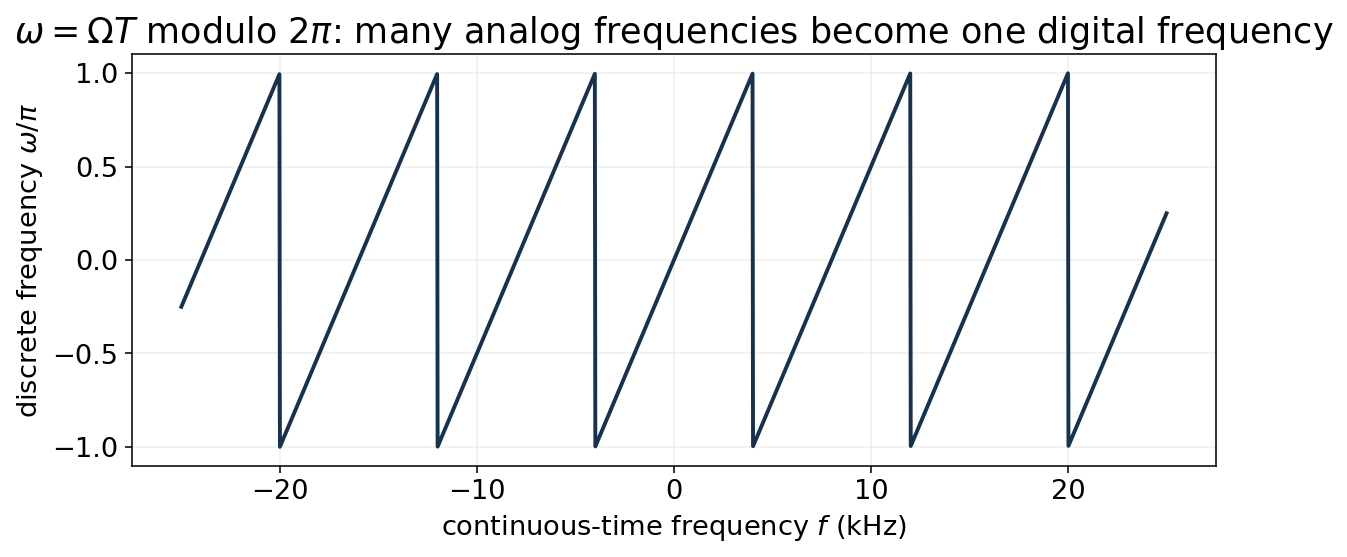 ω = ΩT modulo 2π: many analog frequencies become one digital frequency
discrete frequency ω/π
1.0
0.5
0.0
−0.5
−1.0
−20 −10 0 10 20
continuous-time frequency f (kHz)